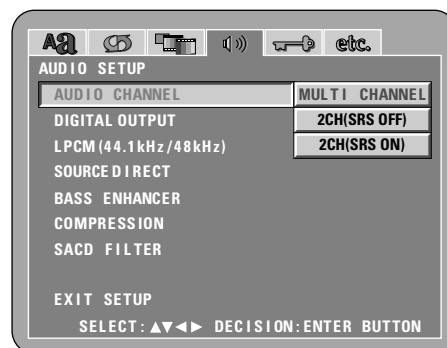 Aa etc.
AUDIO SETUP
AUDIO CHANNEL MULTI CHANNEL
DIGITAL OUTPUT 2CH(SRS OFF)
LPCM(44.1kHz/48kHz) 2CH(SRS ON)
SOURCE DIRECT
BASS ENHANCER
COMPRESSION
SACD FILTER
EXIT SETUP
SELECT:▲▼◄► DECISION:ENTER BUTTON